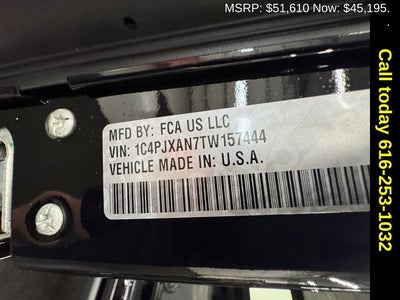 MSRP: $51,610 Now: $45,195.
MFD BY: FCA US LLC
VIN: 1C4PJXAN7TW157444
VEHICLE MADE IN: U.S.A.
Call today 616-253-1032